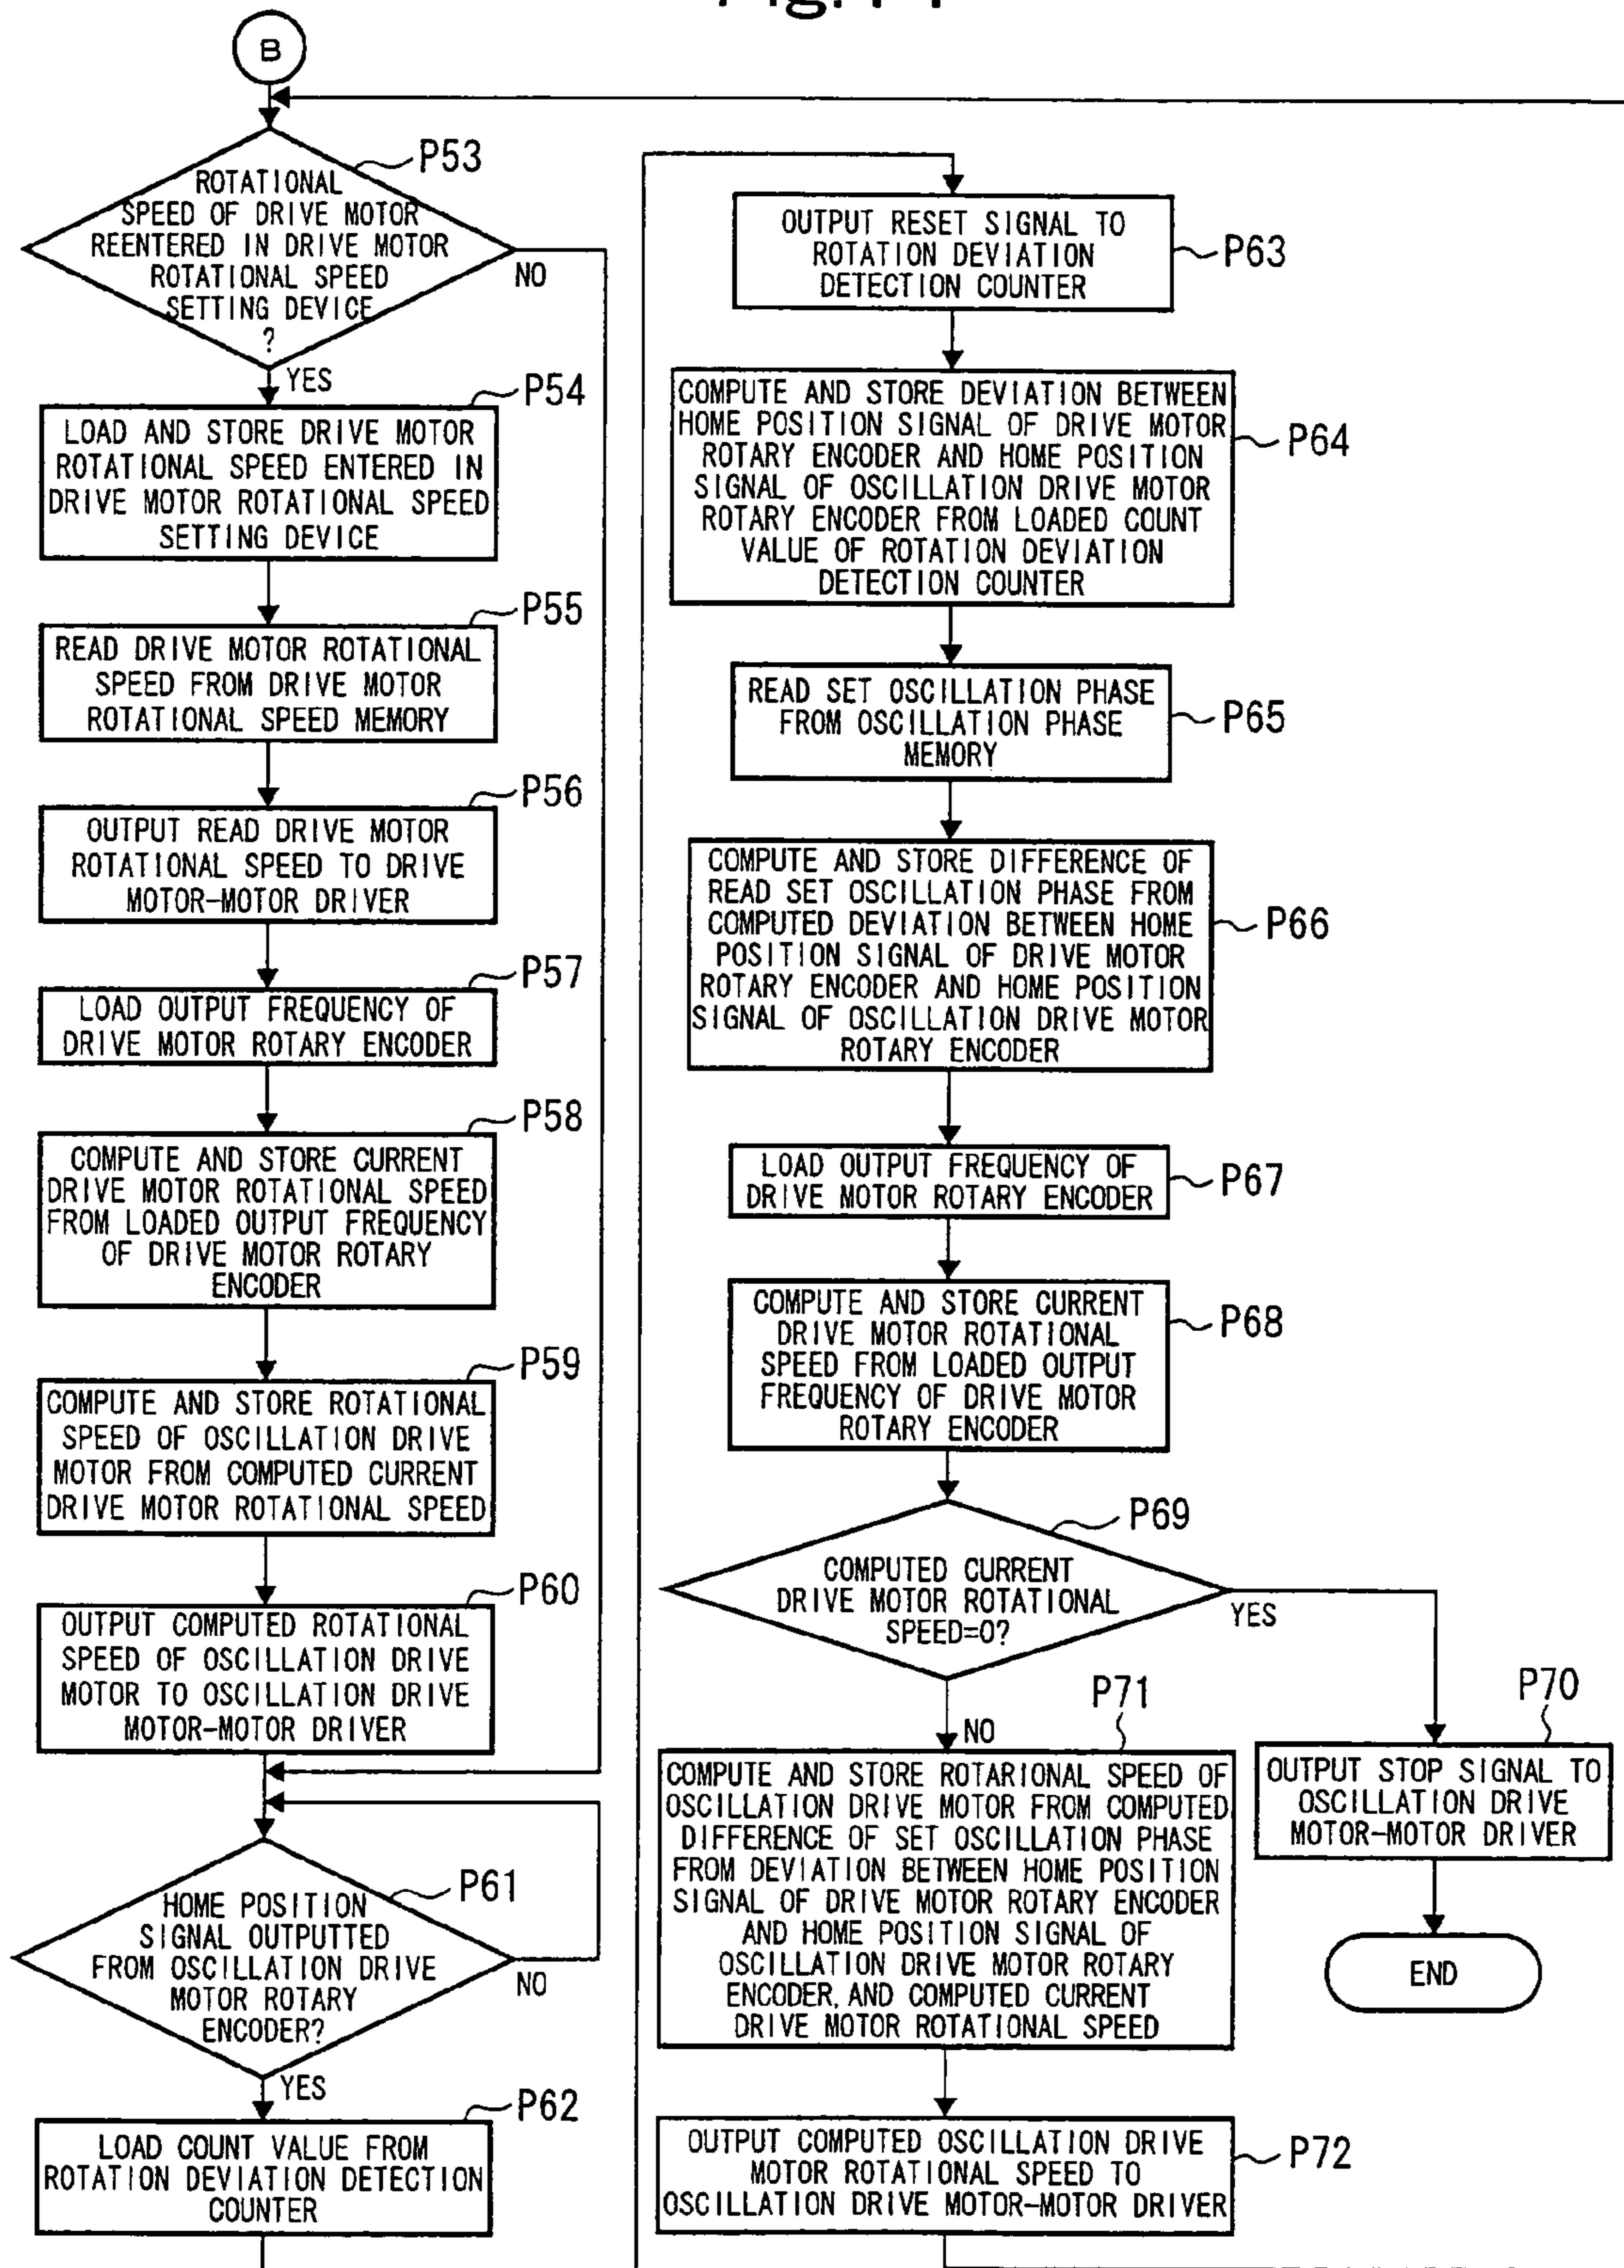 B
P53
ROTATIONAL
SPEED OF DRIVE MOTOR
REENTERED IN DRIVE MOTOR
ROTATIONAL SPEED
SETTING DEVICE
?
NO
YES
P54
LOAD AND STORE DRIVE MOTOR
ROTATIONAL SPEED ENTERED IN
DRIVE MOTOR ROTATIONAL SPEED
SETTING DEVICE
P55
READ DRIVE MOTOR ROTATIONAL
SPEED FROM DRIVE MOTOR
ROTATIONAL SPEED MEMORY
P56
OUTPUT READ DRIVE MOTOR
ROTATIONAL SPEED TO DRIVE
MOTOR-MOTOR DRIVER
P57
LOAD OUTPUT FREQUENCY OF
DRIVE MOTOR ROTARY ENCODER
P58
COMPUTE AND STORE CURRENT
DRIVE MOTOR ROTATIONAL SPEED
FROM LOADED OUTPUT FREQUENCY
OF DRIVE MOTOR ROTARY
ENCODER
P59
COMPUTE AND STORE ROTATIONAL
SPEED OF OSCILLATION DRIVE
MOTOR FROM COMPUTED CURRENT
DRIVE MOTOR ROTATIONAL SPEED
P60
OUTPUT COMPUTED ROTATIONAL
SPEED OF OSCILLATION DRIVE
MOTOR TO OSCILLATION DRIVE
MOTOR-MOTOR DRIVER
P61
HOME POSITION
SIGNAL OUTPUTTED
FROM OSCILLATION DRIVE
MOTOR ROTARY
ENCODER?
NO
YES
P62
LOAD COUNT VALUE FROM
ROTATION DEVIATION DETECTION
COUNTER
OUTPUT RESET SIGNAL TO
ROTATION DEVIATION
DETECTION COUNTER
P63
COMPUTE AND STORE DEVIATION BETWEEN
HOME POSITION SIGNAL OF DRIVE MOTOR
ROTARY ENCODER AND HOME POSITION
SIGNAL OF OSCILLATION DRIVE MOTOR
ROTARY ENCODER FROM LOADED COUNT
VALUE OF ROTATION DEVIATION
DETECTION COUNTER
P64
READ SET OSCILLATION PHASE
FROM OSCILLATION PHASE
MEMORY
P65
COMPUTE AND STORE DIFFERENCE OF
READ SET OSCILLATION PHASE FROM
COMPUTED DEVIATION BETWEEN HOME
POSITION SIGNAL OF DRIVE MOTOR
ROTARY ENCODER AND HOME POSITION
SIGNAL OF OSCILLATION DRIVE MOTOR
ROTARY ENCODER
P66
LOAD OUTPUT FREQUENCY OF
DRIVE MOTOR ROTARY ENCODER
P67
COMPUTE AND STORE CURRENT
DRIVE MOTOR ROTATIONAL
SPEED FROM LOADED OUTPUT
FREQUENCY OF DRIVE MOTOR
ROTARY ENCODER
P68
P69
COMPUTED CURRENT
DRIVE MOTOR ROTATIONAL
SPEED=0?
YES
NO
P70
OUTPUT STOP SIGNAL TO
OSCILLATION DRIVE
MOTOR-MOTOR DRIVER
END
P71
COMPUTE AND STORE ROTARIONAL SPEED OF
OSCILLATION DRIVE MOTOR FROM COMPUTED
DIFFERENCE OF SET OSCILLATION PHASE
FROM DEVIATION BETWEEN HOME POSITION
SIGNAL OF DRIVE MOTOR ROTARY ENCODER
AND HOME POSITION SIGNAL OF
OSCILLATION DRIVE MOTOR ROTARY
ENCODER, AND COMPUTED CURRENT
DRIVE MOTOR ROTATIONAL SPEED
OUTPUT COMPUTED OSCILLATION DRIVE
MOTOR ROTATIONAL SPEED TO
OSCILLATION DRIVE MOTOR-MOTOR DRIVER
P72